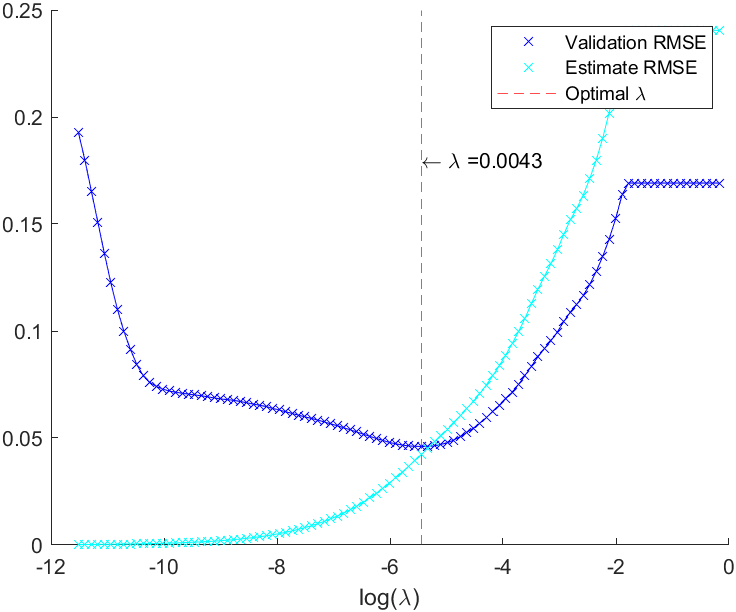 0.25
0.2
0.15
0.1
0.05
0
-12
-10
-8
-6
-4
-2
0
log(λ)
Validation RMSE
Estimate RMSE
Optimal λ
← λ =0.0043